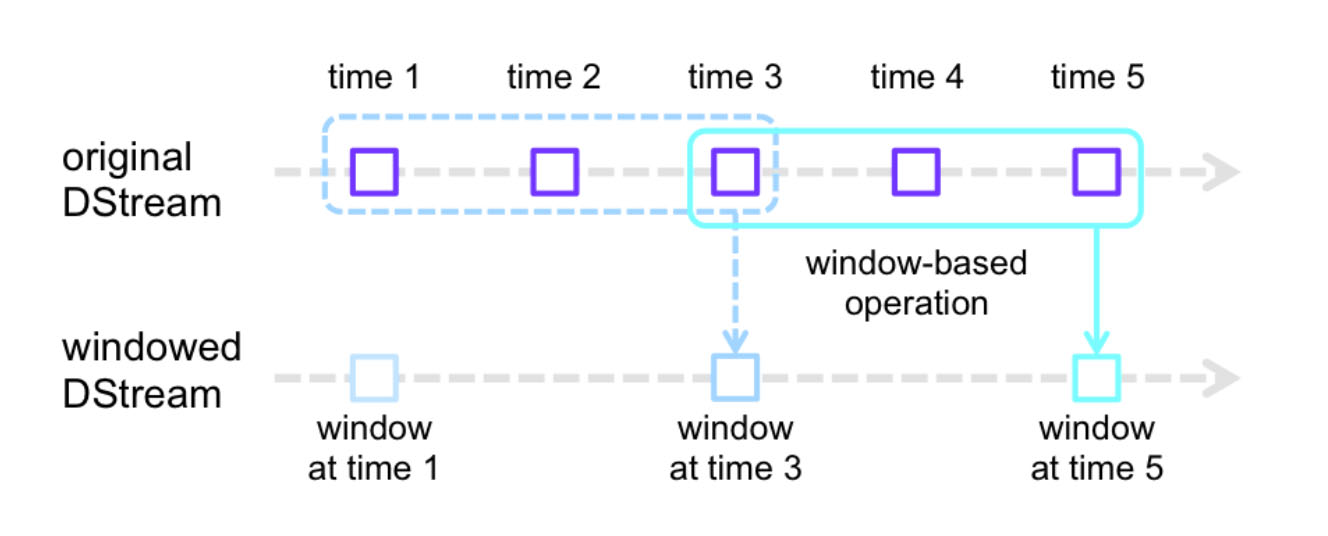 time 1
time 2
time 3
time 4
time 5
original
DStream
window-based
operation
windowed
DStream
window
at time 1
window
at time 3
window
at time 5